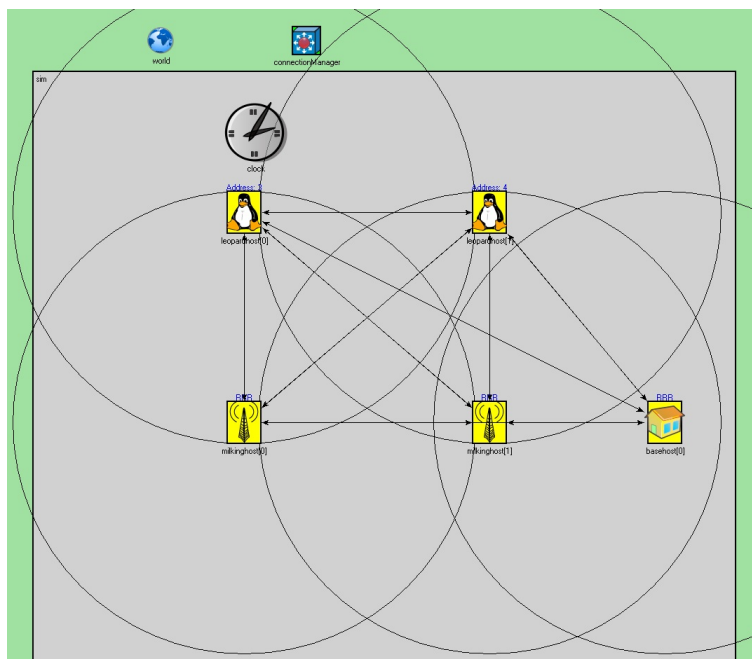 world
connectionManager
sim
clock
Address: 3
Address: 4
leopardhost[0]
leopardhost[1]
BBB
BBB
BBB
milkinghost[0]
milkinghost[1]
basehost[0]